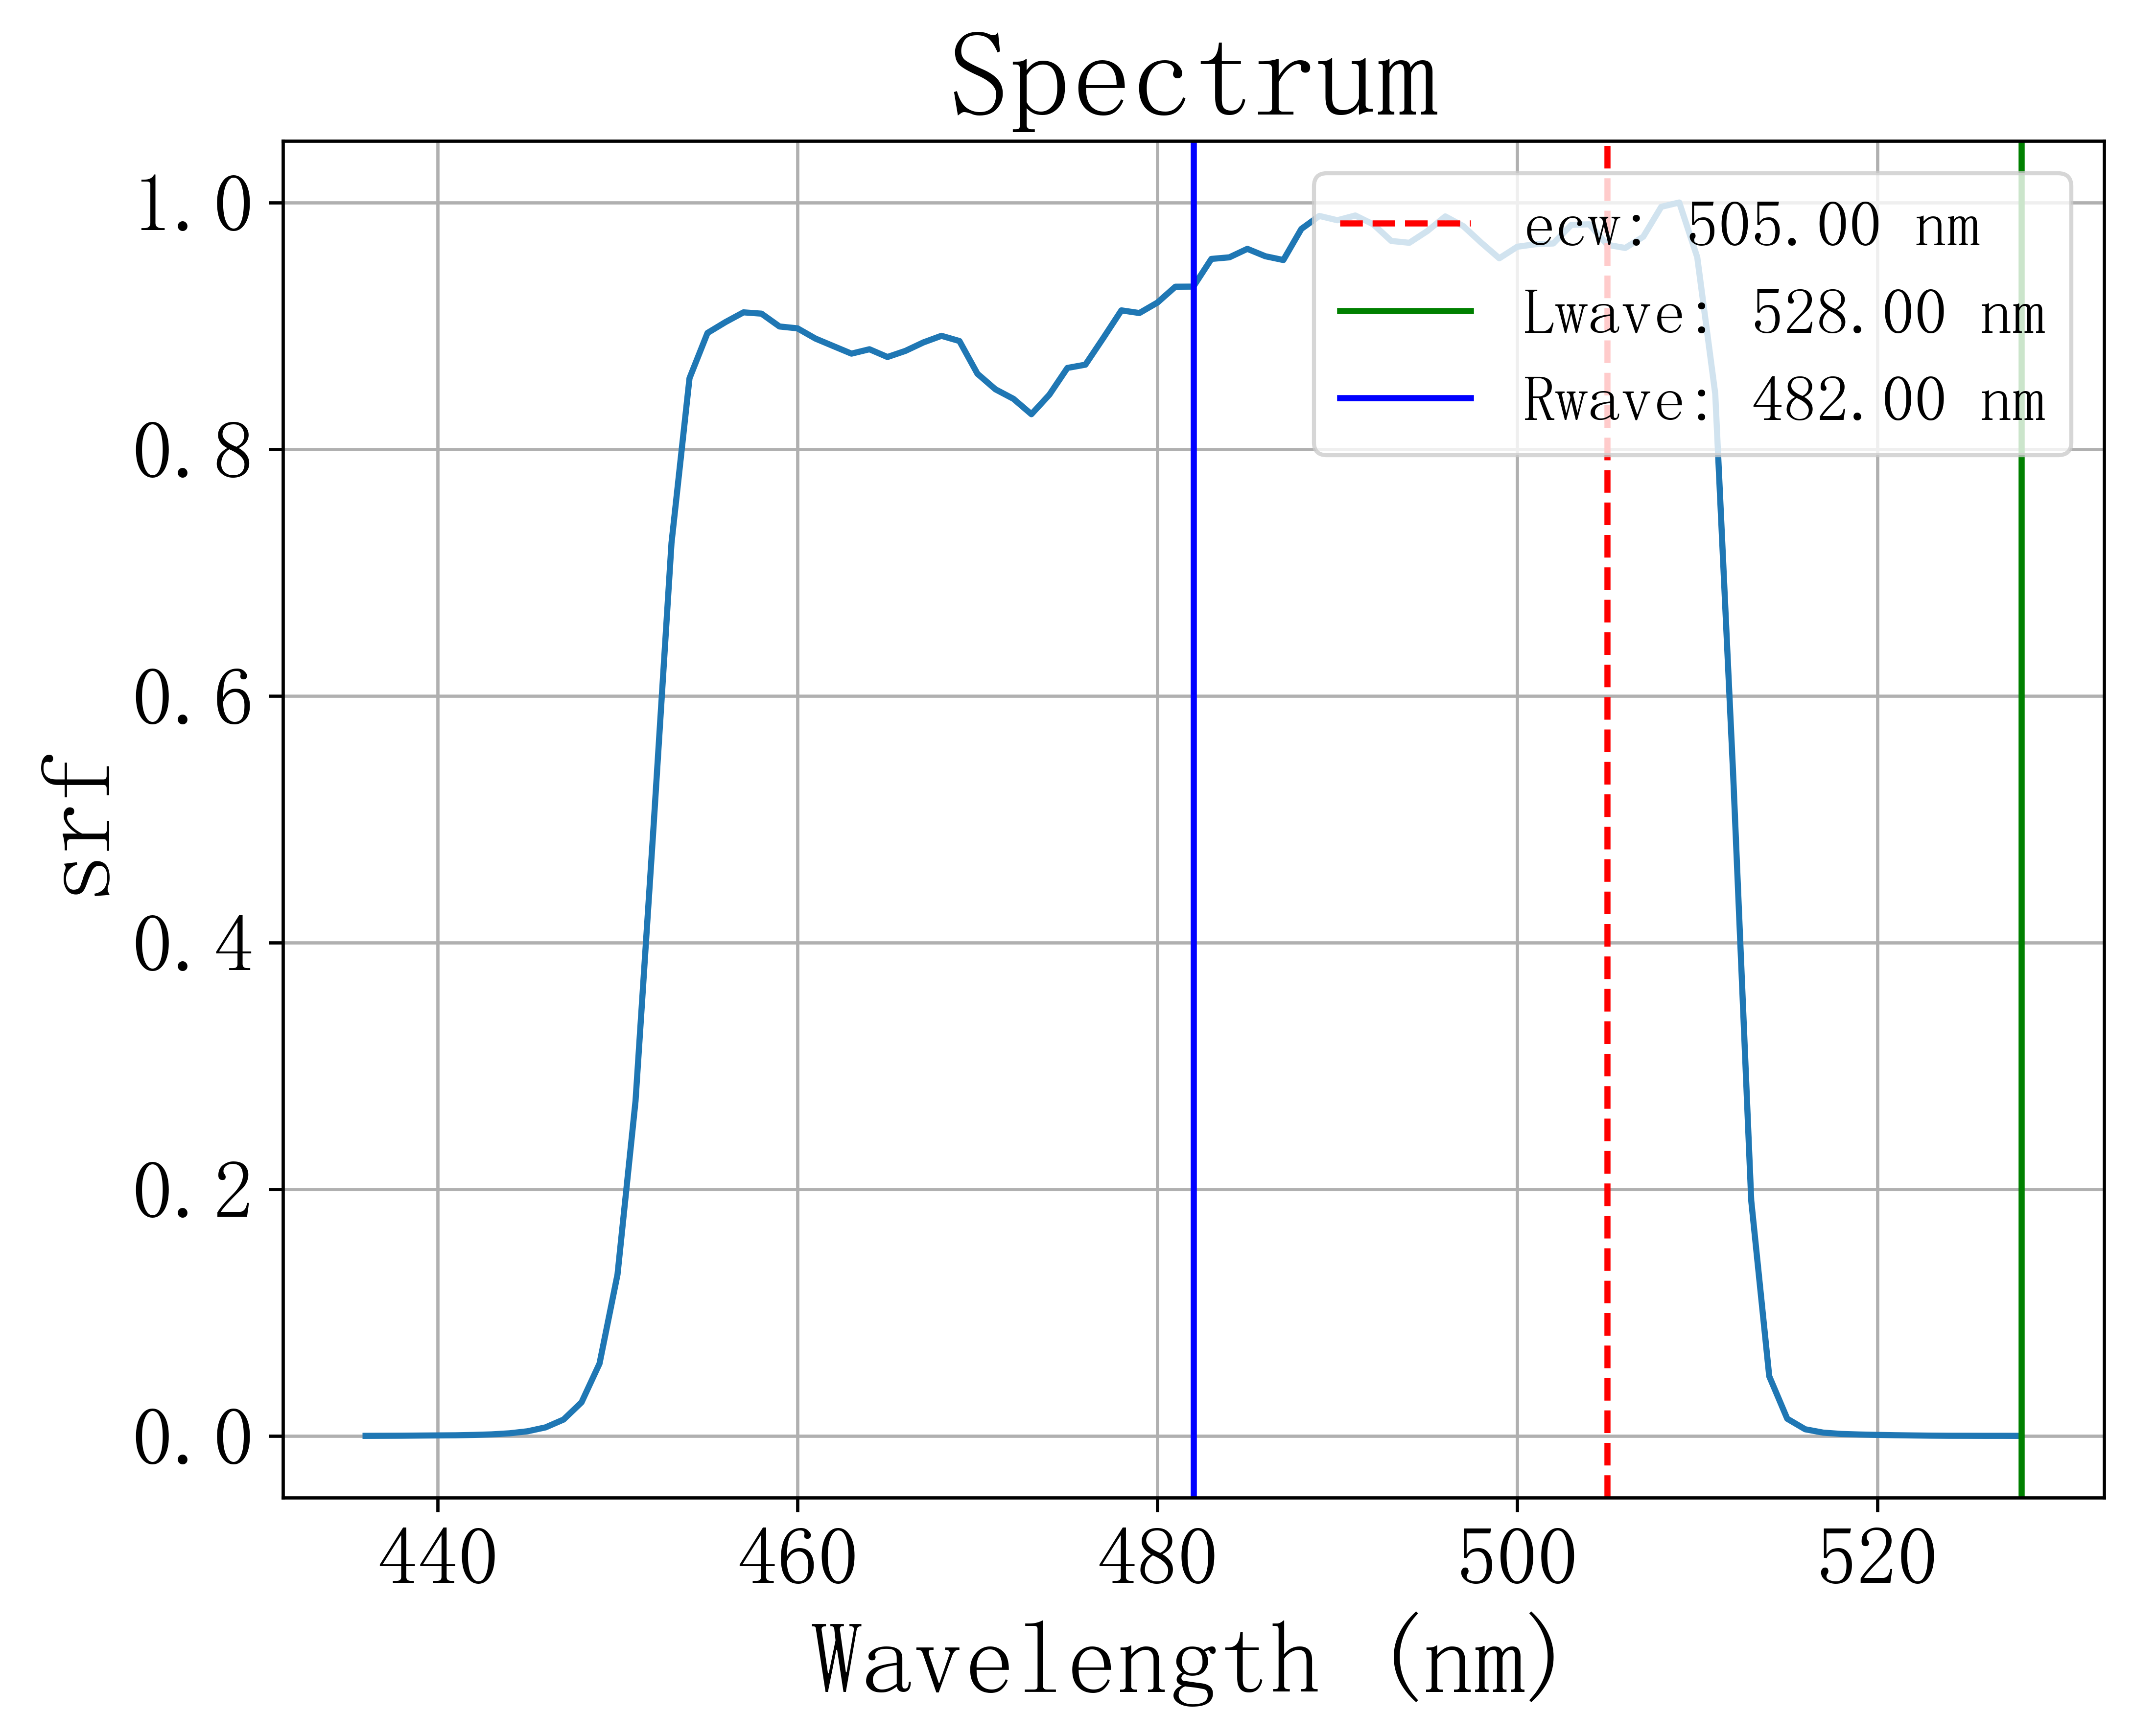 Spectrum
ecw: 505.00 nm
Lwave: 528.00 nm
Rwave: 482.00 nm
1.0
0.8
0.6
0.4
0.2
0.0
srf
440 460 480 500 520
Wavelength (nm)